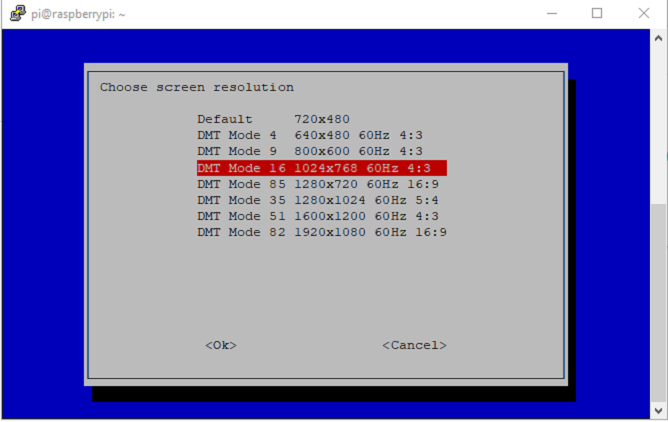 pi@raspberrypi: ~
Choose screen resolution
Default 720x480
DMT Mode 4 640x480 60Hz 4:3
DMT Mode 9 800x600 60Hz 4:3
DMT Mode 16 1024x768 60Hz 4:3
DMT Mode 85 1280x720 60Hz 16:9
DMT Mode 35 1280x1024 60Hz 5:4
DMT Mode 51 1600x1200 60Hz 4:3
DMT Mode 82 1920x1080 60Hz 16:9
<Ok> <Cancel>